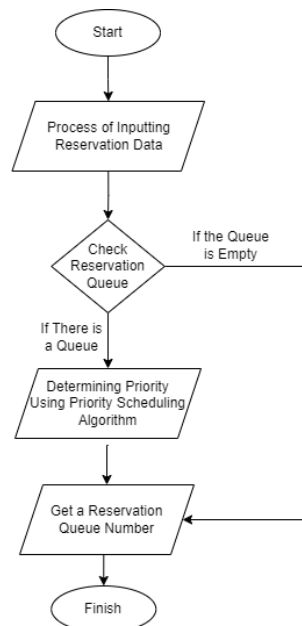 Start
Process of Inputting
Reservation Data
Check
Reservation
Queue
If the Queue
is Empty
If There is
a Queue
Determining Priority
Using Priority Scheduling
Algorithm
Get a Reservation
Queue Number
Finish